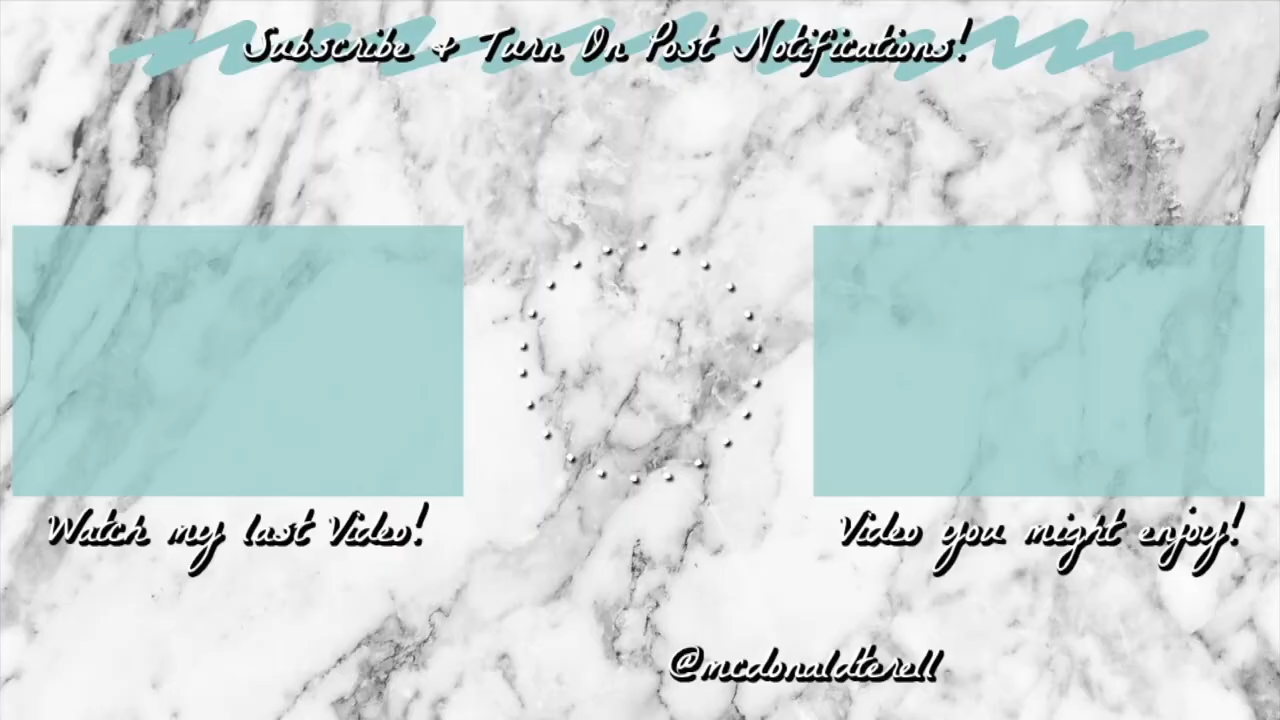 Subscribe + Turn On Post Notifications!
Watch my last Video!
Video you might enjoy!
@mcdonaldterell